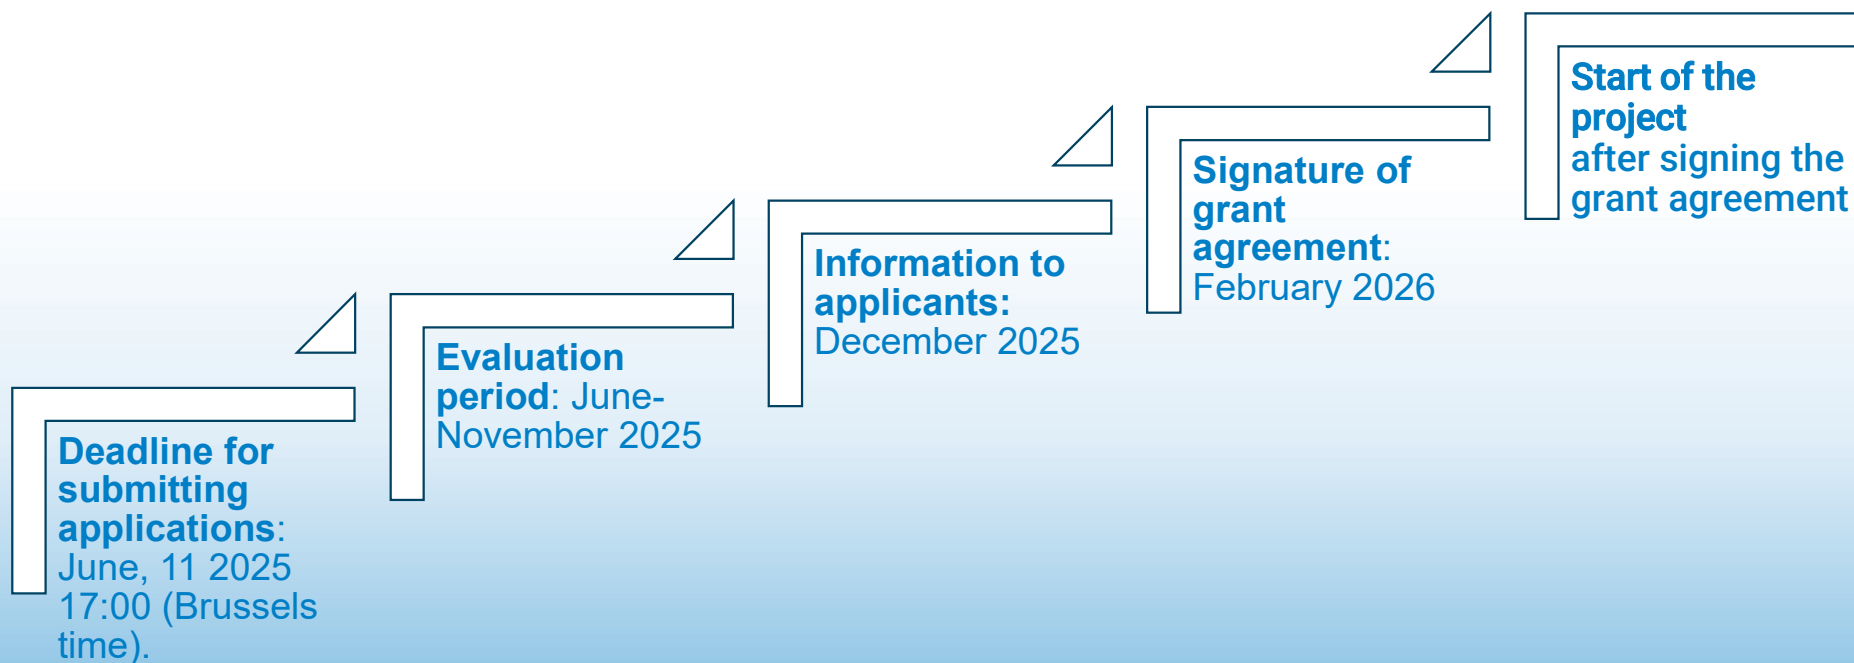 Deadline for
submitting
applications:
June, 11 2025
17:00 (Brussels
time).
Evaluation
period: June-
November 2025
Information to
applicants:
December 2025
Signature of
grant
agreement:
February 2026
Start of the
project
after signing the
grant agreement